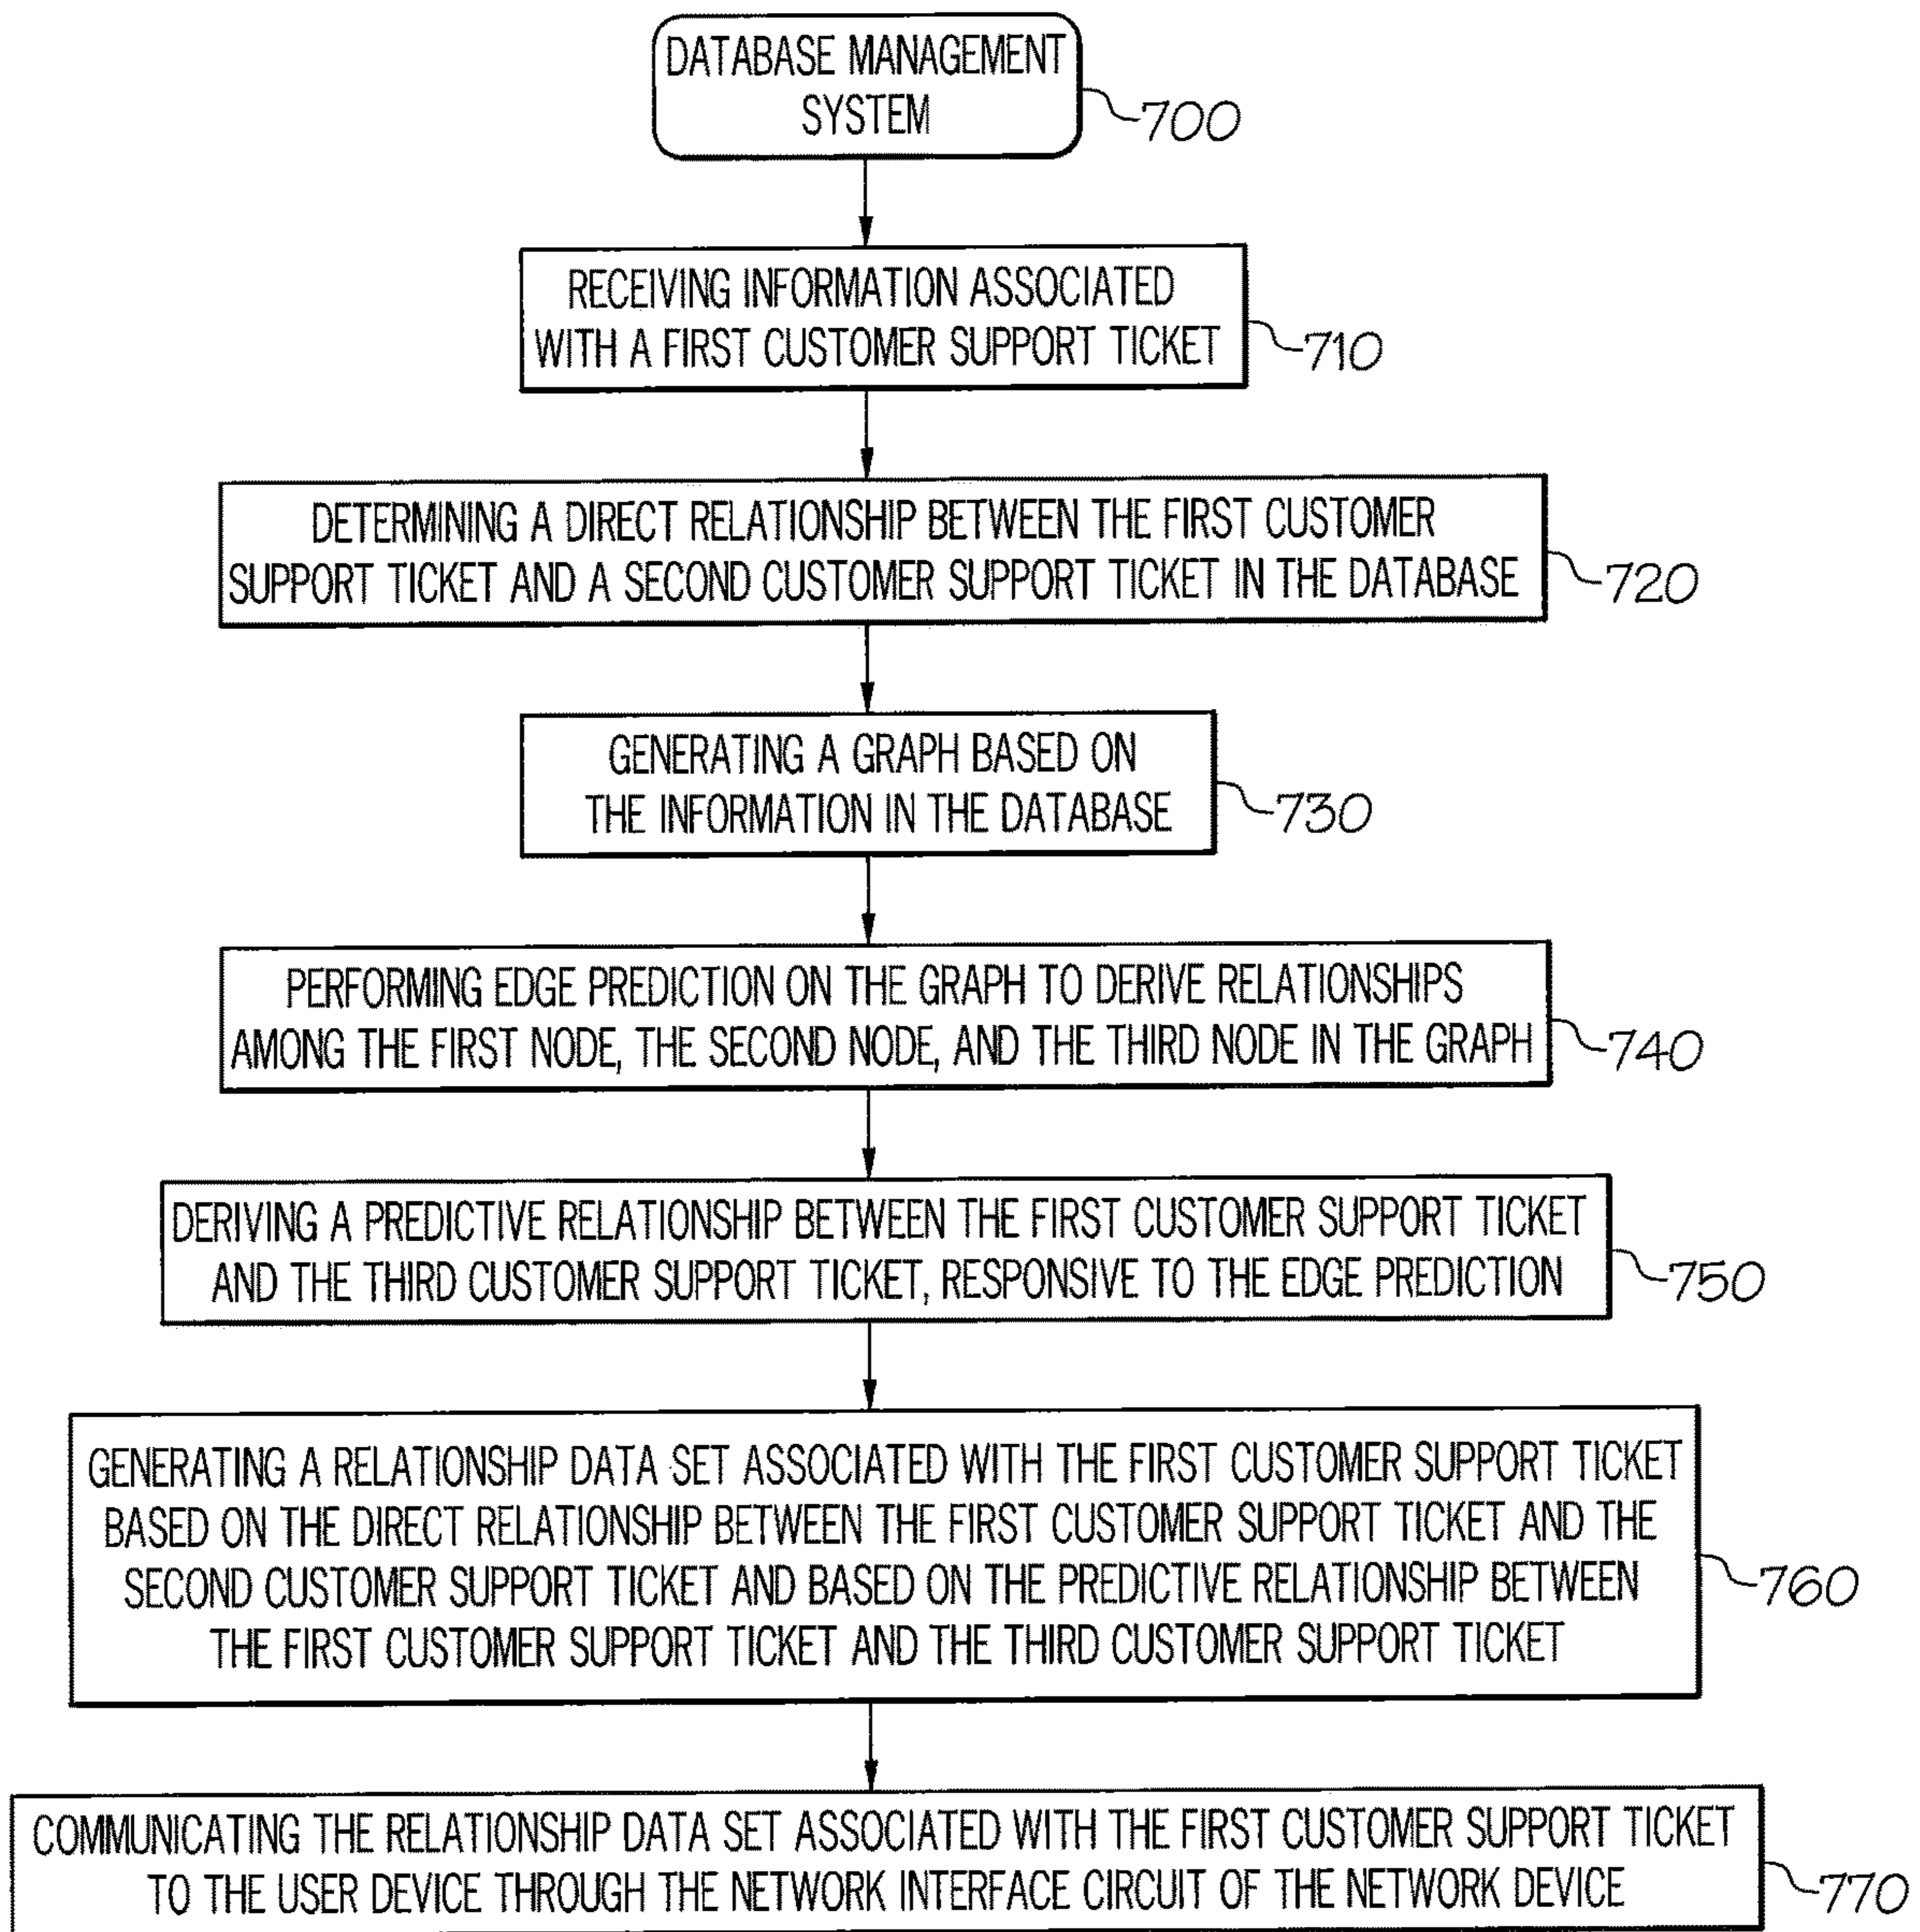 DATABASE MANAGEMENT
SYSTEM
700
RECEIVING INFORMATION ASSOCIATED
WITH A FIRST CUSTOMER SUPPORT TICKET
710
DETERMINING A DIRECT RELATIONSHIP BETWEEN THE FIRST CUSTOMER
SUPPORT TICKET AND A SECOND CUSTOMER SUPPORT TICKET IN THE DATABASE
720
GENERATING A GRAPH BASED ON
THE INFORMATION IN THE DATABASE
730
PERFORMING EDGE PREDICTION ON THE GRAPH TO DERIVE RELATIONSHIPS
AMONG THE FIRST NODE, THE SECOND NODE, AND THE THIRD NODE IN THE GRAPH
740
DERIVING A PREDICTIVE RELATIONSHIP BETWEEN THE FIRST CUSTOMER SUPPORT TICKET
AND THE THIRD CUSTOMER SUPPORT TICKET, RESPONSIVE TO THE EDGE PREDICTION
750
GENERATING A RELATIONSHIP DATA SET ASSOCIATED WITH THE FIRST CUSTOMER SUPPORT TICKET
BASED ON THE DIRECT RELATIONSHIP BETWEEN THE FIRST CUSTOMER SUPPORT TICKET AND THE
SECOND CUSTOMER SUPPORT TICKET AND BASED ON THE PREDICTIVE RELATIONSHIP BETWEEN
THE FIRST CUSTOMER SUPPORT TICKET AND THE THIRD CUSTOMER SUPPORT TICKET
760
COMMUNICATING THE RELATIONSHIP DATA SET ASSOCIATED WITH THE FIRST CUSTOMER SUPPORT TICKET
TO THE USER DEVICE THROUGH THE NETWORK INTERFACE CIRCUIT OF THE NETWORK DEVICE
770